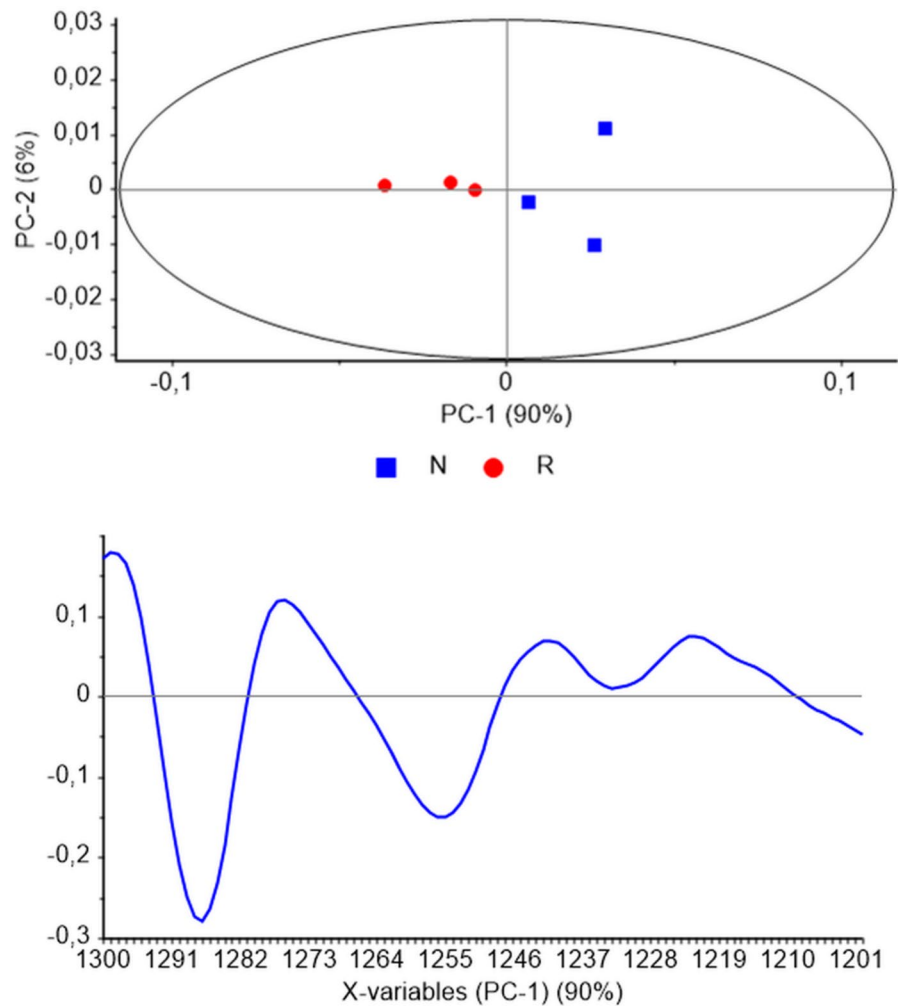 0,03
0,02
0,01
0
-0,01
-0,02
-0,03
PC-2 (6%)
-0,1 0 0,1
PC-1 (90%)
N R
0,1
0
-0,1
-0,2
-0,3
1300 1291 1282 1273 1264 1255 1246 1237 1228 1219 1210 1201
X-variables (PC-1) (90%)